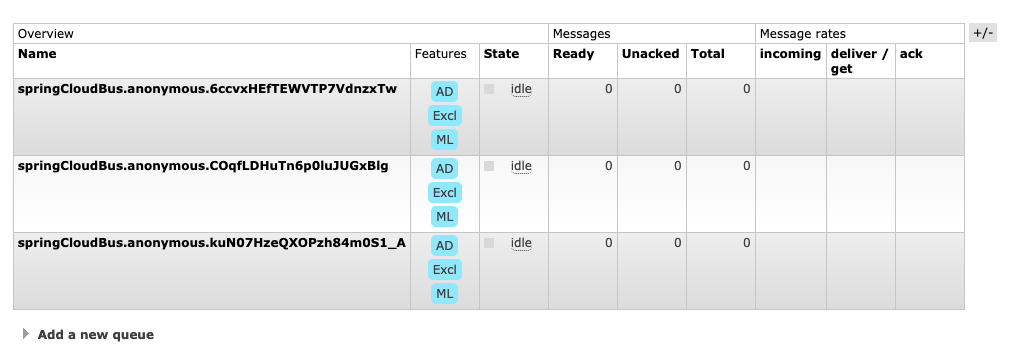 Overview Messages Message rates +/-
Name Features State Ready Unacked Total incoming deliver / get ack
springCloudBus.anonymous.6ccvxHEfTEWVTP7VdnzxTw AD Excl ML idle 0 0 0
springCloudBus.anonymous.COqfLDHuTn6p0luJUGxBlg AD Excl ML idle 0 0 0
springCloudBus.anonymous.kuN07HzeQXOPzh84m0S1_A AD Excl ML idle 0 0 0
Add a new queue